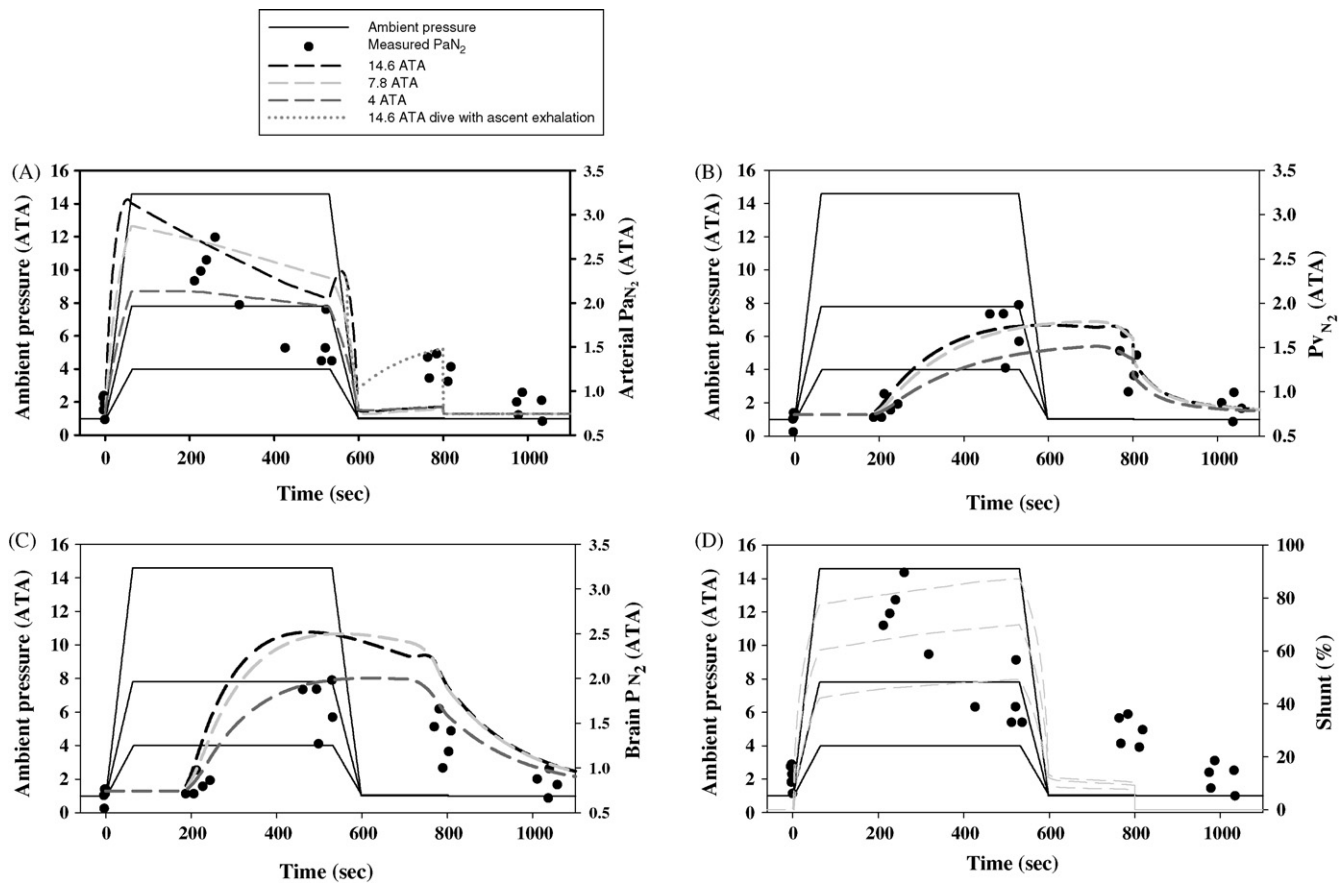 Ambient pressure
Measured PaN2
14.6 ATA
7.8 ATA
4 ATA
14.6 ATA dive with ascent exhalation
(A)
Ambient pressure (ATA)
16
14
12
10
8
6
4
2
0
3.5
3.0
2.5
2.0
1.5
1.0
0.5
Arterial PaN2 (ATA)
0 200 400 600 800 1000
Time (sec)
(B)
Ambient pressure (ATA)
16
14
12
10
8
6
4
2
0
3.5
3.0
2.5
2.0
1.5
1.0
0.5
PvN2 (ATA)
0 200 400 600 800 1000
Time (sec)
(C)
Ambient pressure (ATA)
16
14
12
10
8
6
4
2
0
3.5
3.0
2.5
2.0
1.5
1.0
0.5
Brain P N2 (ATA)
0 200 400 600 800 1000
Time (sec)
(D)
Ambient pressure (ATA)
16
14
12
10
8
6
4
2
0
100
80
60
40
20
0
Shunt (%)
0 200 400 600 800 1000
Time (sec)